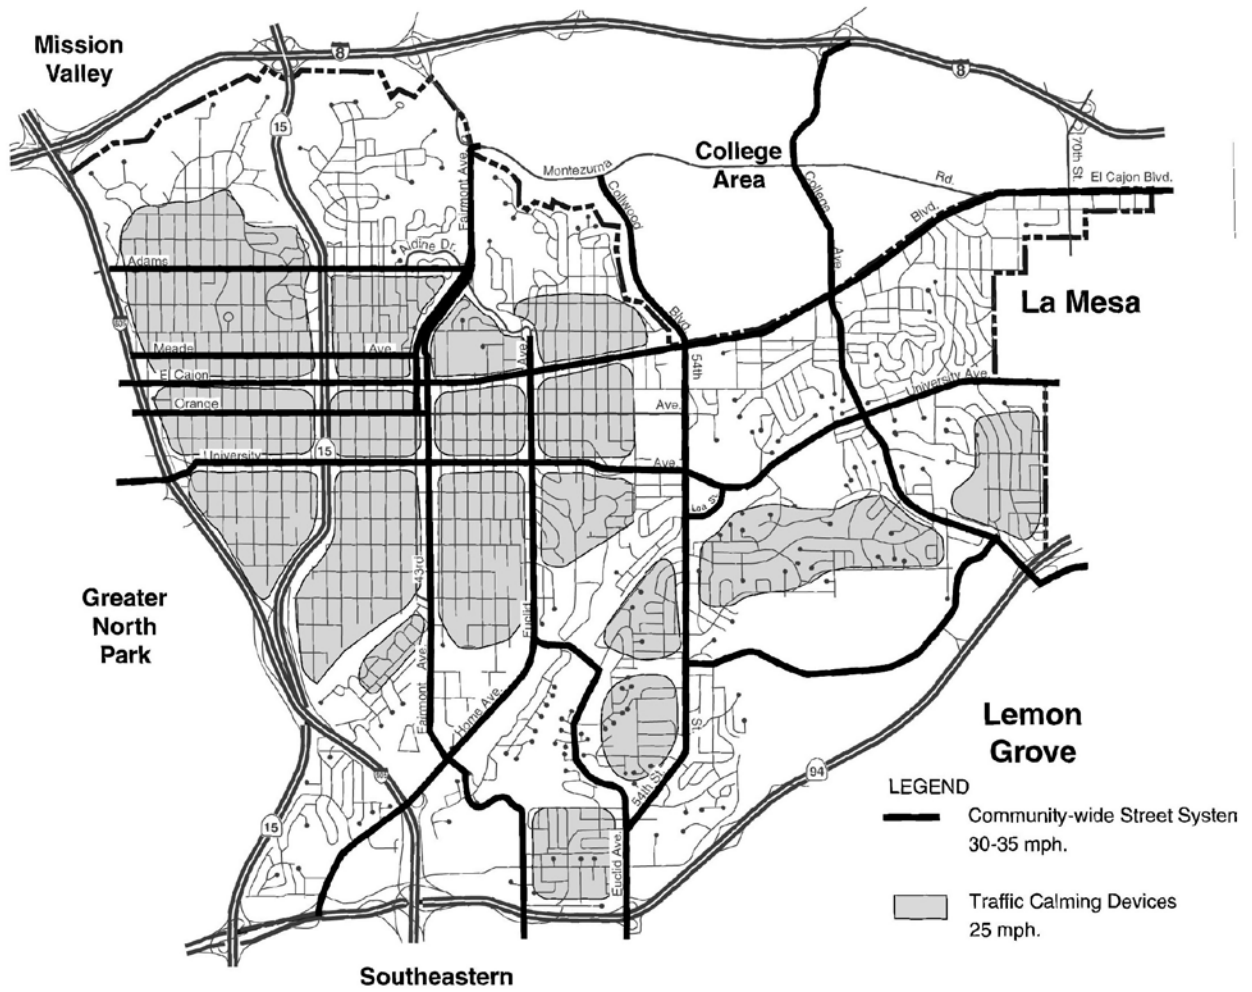 Mission
Valley
8
8
15
70th St.
College
Area
Montezuma
Rd.
El Cajon Blvd.
Fairmont Ave.
Collwood
College
Blvd.
Aldine Dr.
Ave.
Adams
La Mesa
Blvd.
Meade
Ave.
Ave.
54th
El Cajon
University Ave.
Orange
Ave.
15
University
Ave.
Lea St.
43rd
Greater
North
Park
Euclid
Fairmont Ave.
Home Ave.
St.
Lemon
Grove
94
54th St.
15
Euclid Ave.
LEGEND
Community-wide Street System
30-35 mph.
Traffic Calming Devices
25 mph.
Southeastern